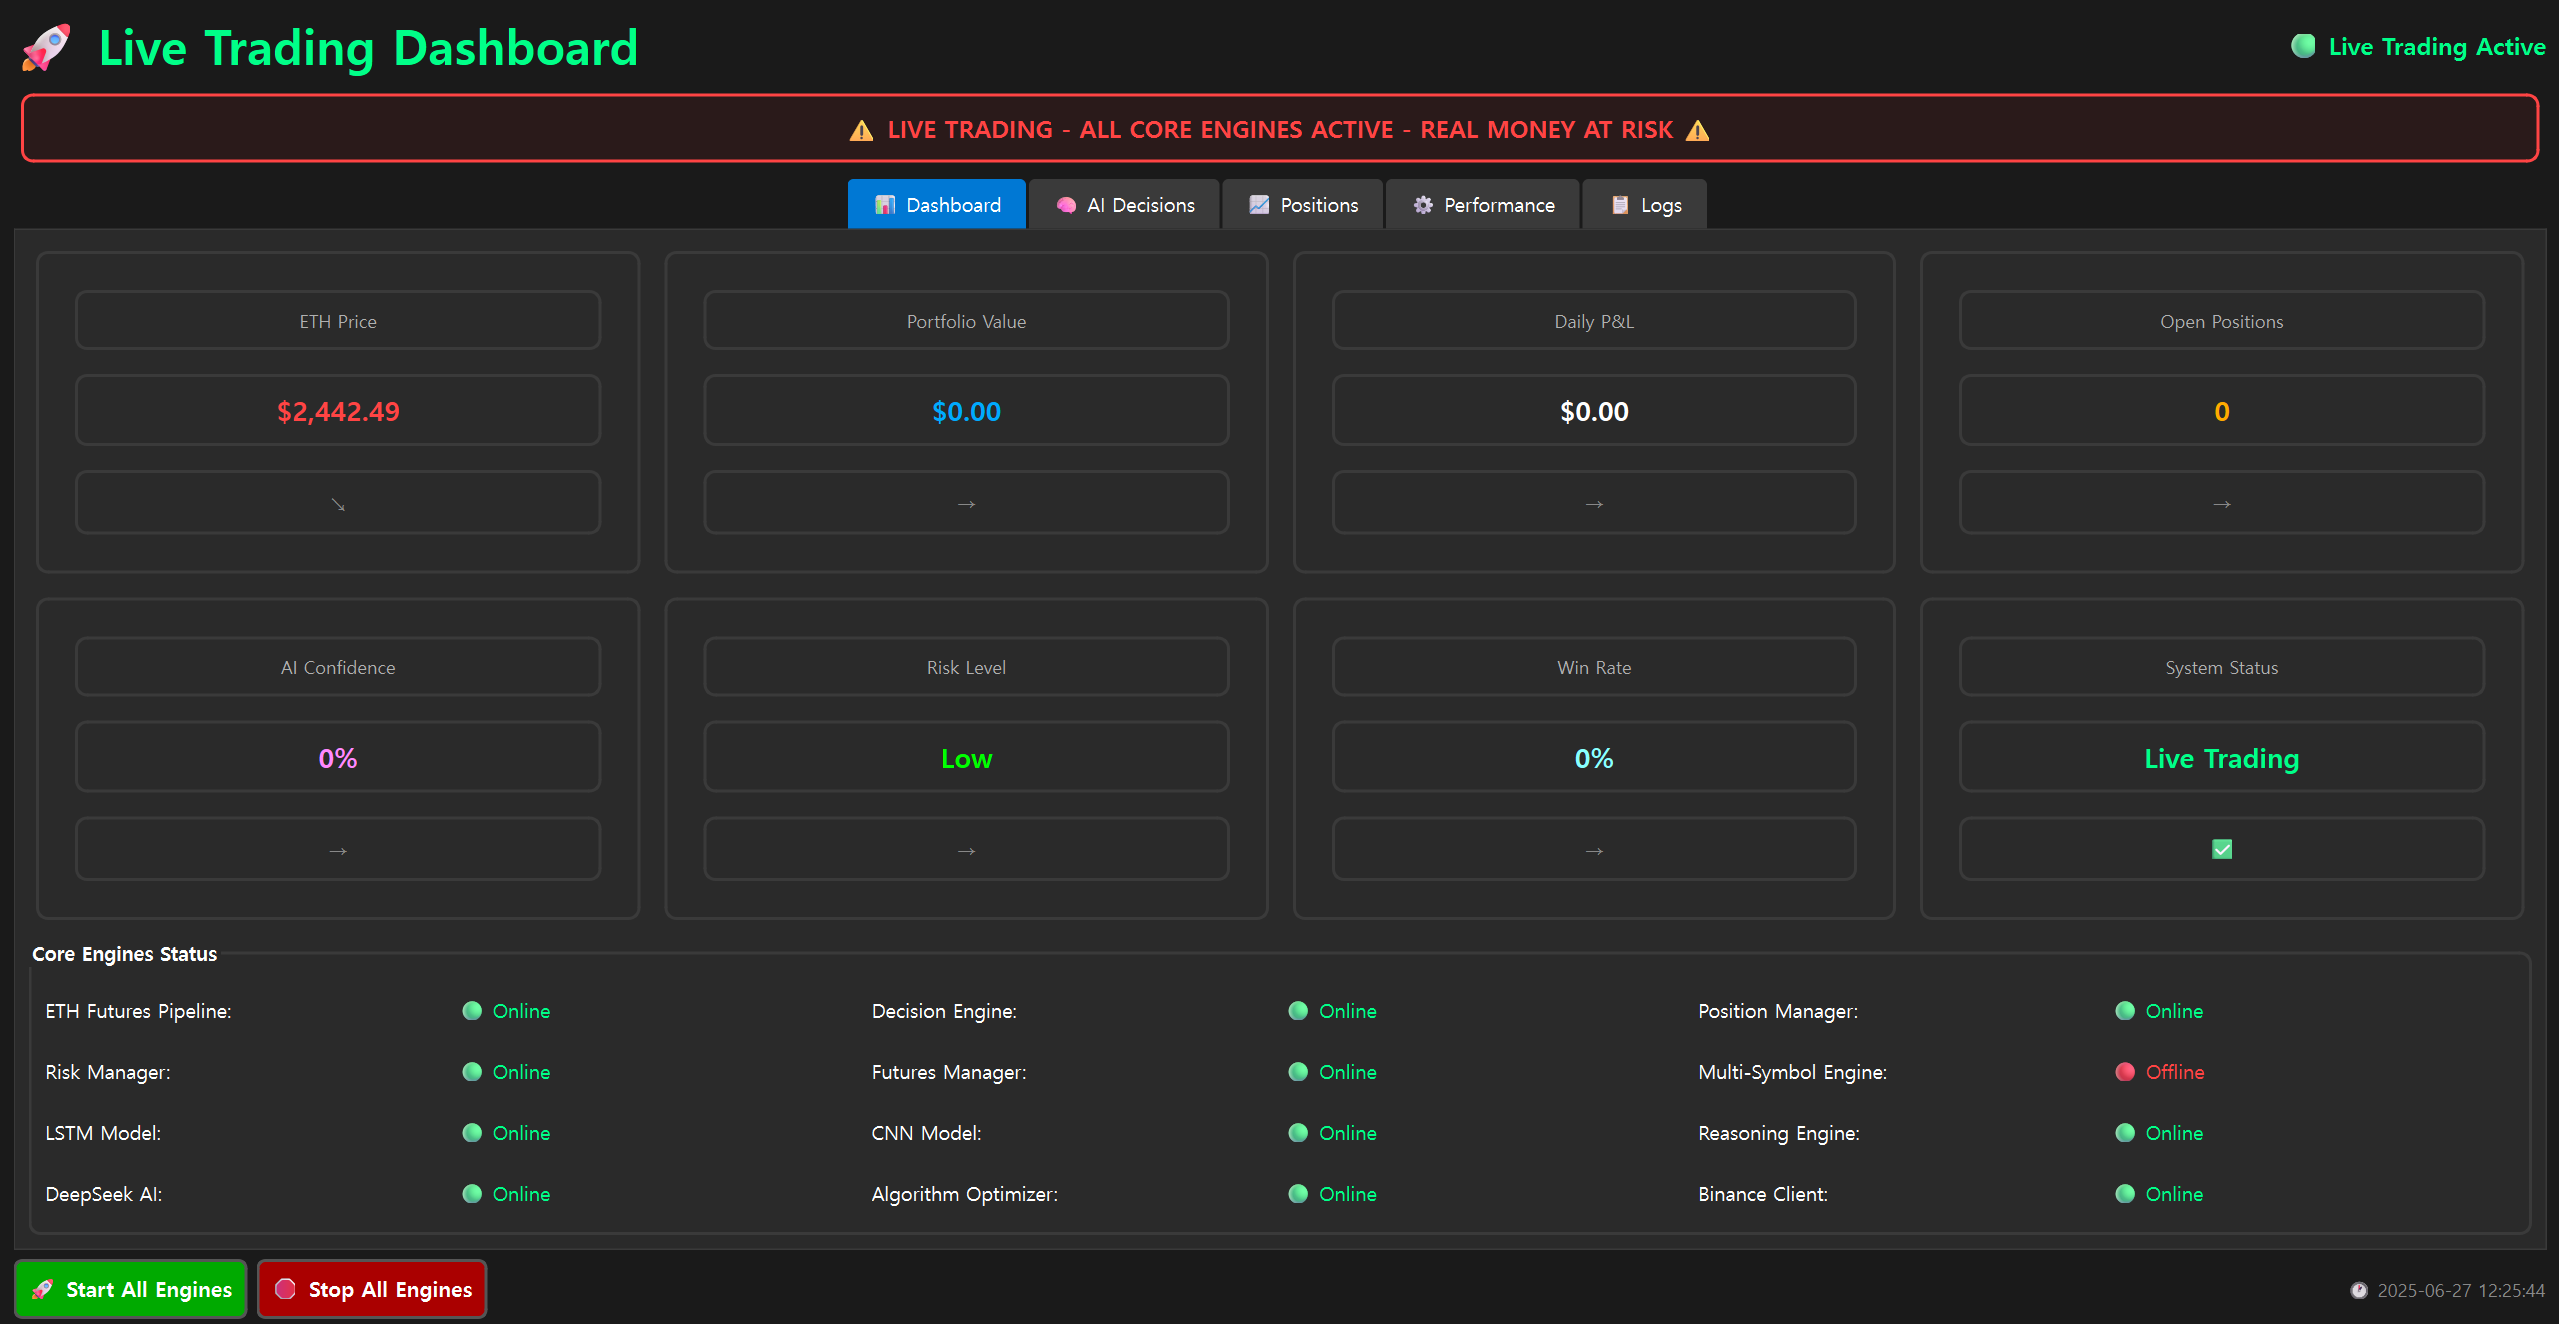 Live Trading Dashboard
Live Trading Active
LIVE TRADING - ALL CORE ENGINES ACTIVE - REAL MONEY AT RISK
Dashboard AI Decisions Positions Performance Logs
ETH Price
$2,442.49
↘
Portfolio Value
$0.00
→
Daily P&L
$0.00
→
Open Positions
0
→
AI Confidence
0%
→
Risk Level
Low
→
Win Rate
0%
→
System Status
Live Trading
Core Engines Status
ETH Futures Pipeline: Online Decision Engine: Online Position Manager: Online
Risk Manager: Online Futures Manager: Online Multi-Symbol Engine: Offline
LSTM Model: Online CNN Model: Online Reasoning Engine: Online
DeepSeek AI: Online Algorithm Optimizer: Online Binance Client: Online
Start All Engines Stop All Engines 2025-06-27 12:25:44